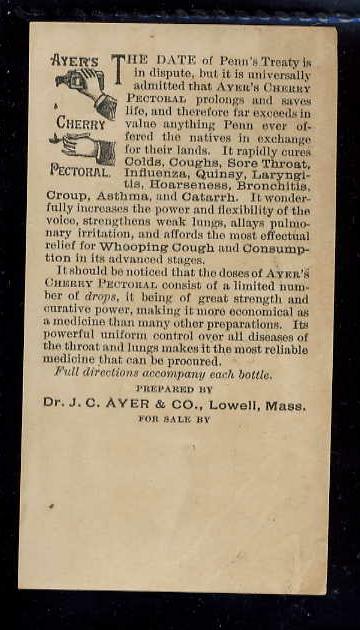 AYER'S
CHERRY
PECTORAL.
THE DATE of Penn's Treaty is
in dispute, but it is universally
admitted that AYER'S CHERRY
PECTORAL prolongs and saves
life, and therefore far exceeds in
value anything Penn ever of-
fered the natives in exchange
for their lands. It rapidly cures
Colds, Coughs, Sore Throat,
Influenza, Quinsy, Laryngi-
tis, Hoarseness, Bronchitis,
Croup, Asthma, and Catarrh. It wonder-
fully increases the power and flexibility of the
voice, strengthens weak lungs, allays pulmo-
nary irritation, and affords the most effectual
relief for Whooping Cough and Consump-
tion in its advanced stages.
It should be noticed that the doses of AYER'S
CHERRY PECTORAL consist of a limited num-
ber of drops, it being of great strength and
curative power, making it more economical as
a medicine than many other preparations. Its
powerful uniform control over all diseases of
the throat and lungs makes it the most reliable
medicine that can be procured.
Full directions accompany each bottle.
PREPARED BY
Dr. J. C. AYER & CO., Lowell, Mass.
FOR SALE BY